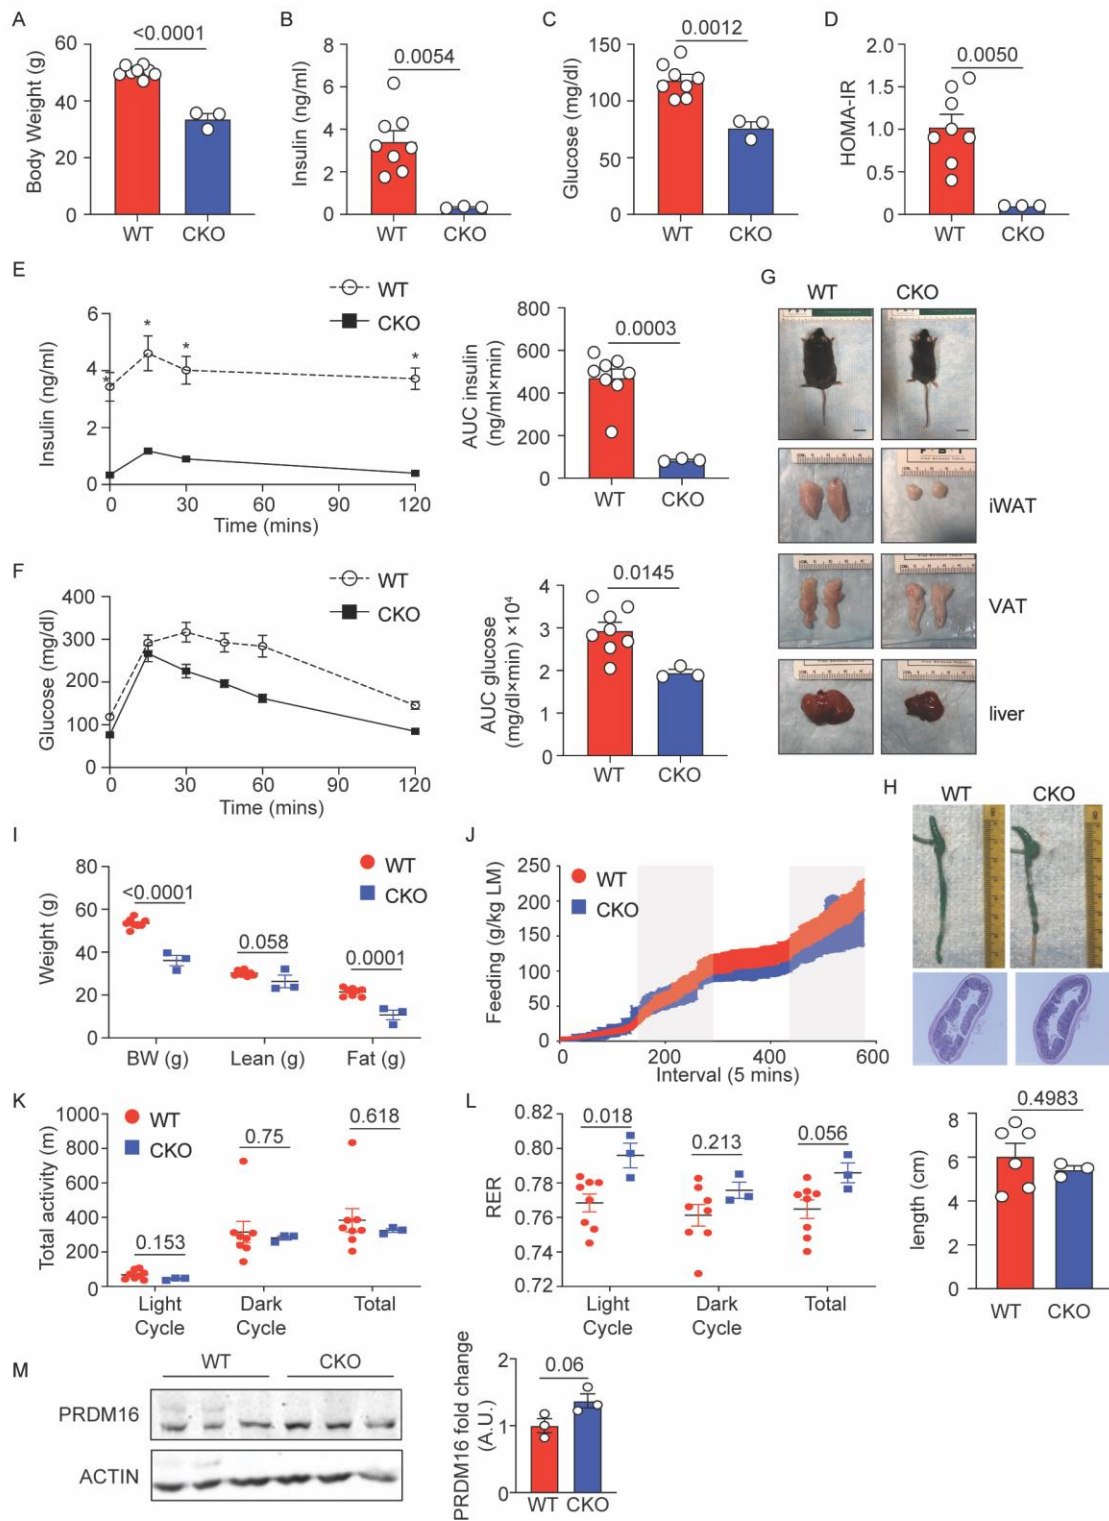 A
<0.0001
Body Weight (g)
60
40
20
0
WT
CKO
B
0.0054
Insulin (ng/ml)
8
6
4
2
0
WT
CKO
C
0.0012
Glucose (mg/dl)
150
100
50
0
WT
CKO
D
0.0050
HOMA-IR
2.0
1.5
1.0
0.5
0
WT
CKO
E
WT
CKO
Insulin (ng/ml)
6
4
2
0
*
*
*
*
0
30
60
90
120
Time (mins)
0.0003
AUC insulin
(ng/ml×min)
800
600
400
200
0
WT
CKO
F
WT
CKO
Glucose (mg/dl)
400
300
200
100
0
0
30
60
90
120
Time (mins)
0.0145
AUC glucose
(mg/dl×min) ×10⁴
4
3
2
1
0
WT
CKO
G
WT
CKO
iWAT
VAT
liver
H
WT
CKO
0.4983
length (cm)
8
6
4
2
0
WT
CKO
I
WT
CKO
Weight (g)
80
60
40
20
0
<0.0001
0.058
0.0001
BW (g)
Lean (g)
Fat (g)
J
WT
CKO
Feeding (g/kg LM)
250
200
150
100
50
0
0
200
400
600
Interval (5 mins)
K
WT
CKO
Total activity (m)
1000
800
600
400
200
0
0.153
0.75
0.618
Light
Cycle
Dark
Cycle
Total
L
RER
0.82
0.80
0.78
0.76
0.74
0.72
0.018
0.213
0.056
Light
Cycle
Dark
Cycle
Total
M
WT
CKO
PRDM16
ACTIN
0.06
PRDM16 fold change
(A.U.)
2
1
0
WT
CKO